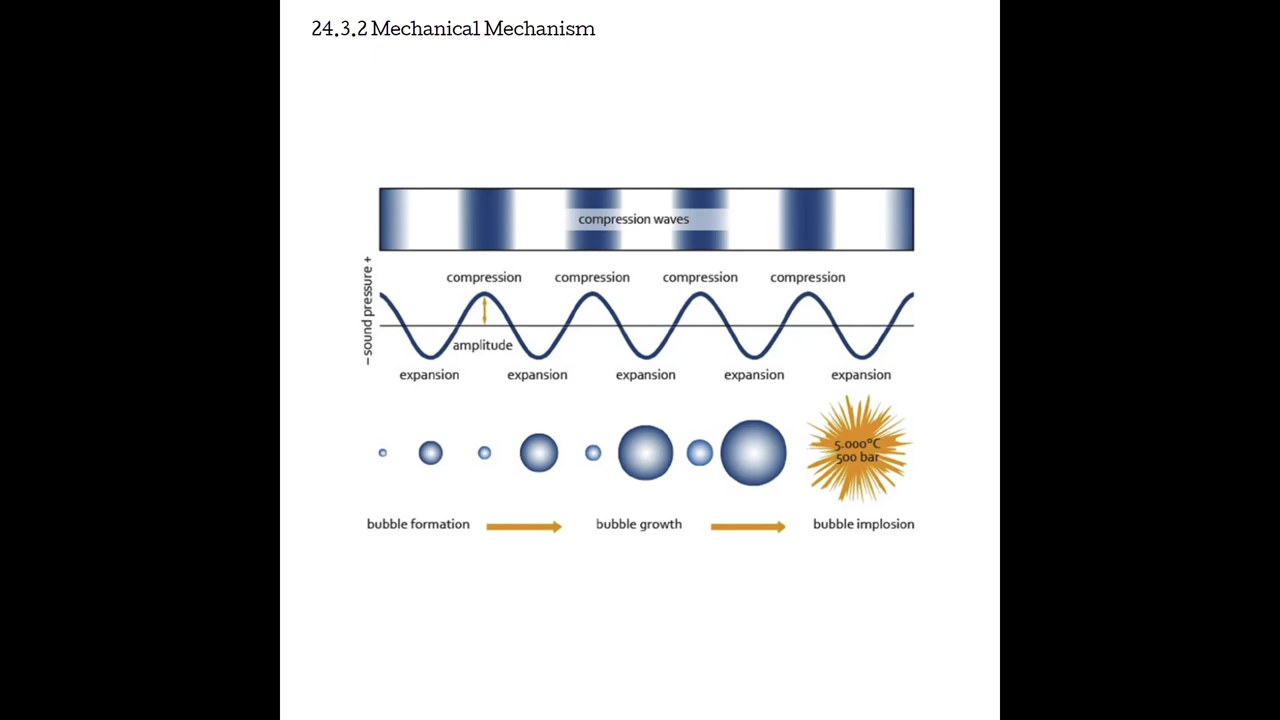 24.3.2 Mechanical Mechanism
compression waves
– sound pressure +
compression compression compression compression
amplitude
expansion expansion expansion expansion expansion
5.000°C
500 bar
bubble formation bubble growth bubble implosion